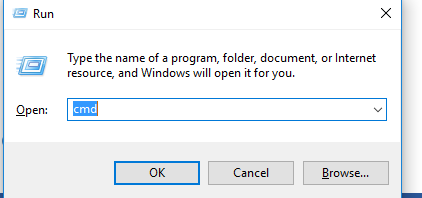 Run
Type the name of a program, folder, document, or Internet
resource, and Windows will open it for you.
Open: cmd
OK Cancel Browse...